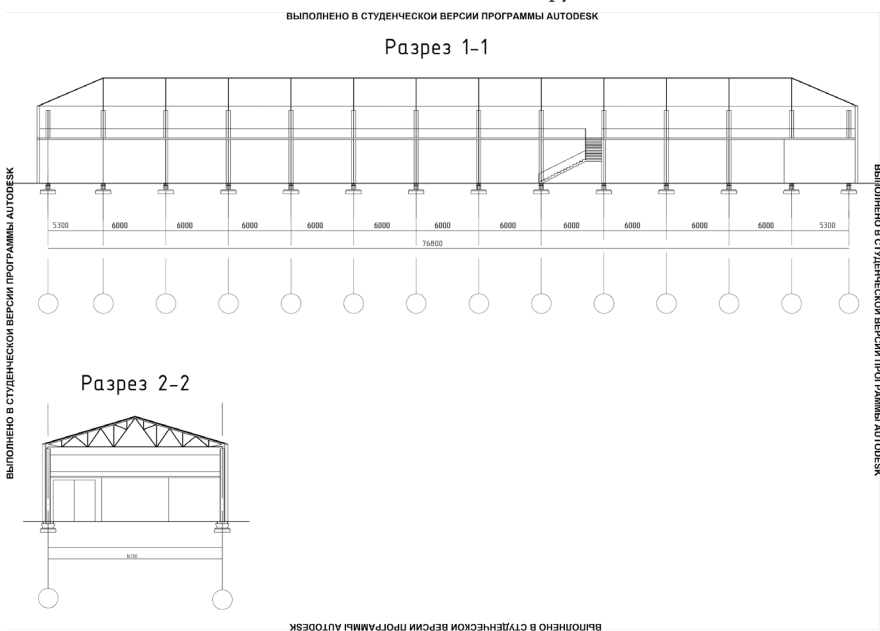 ВЫПОЛНЕНО В СТУДЕНЧЕСКОЙ ВЕРСИИ ПРОГРАММЫ AUTODESK
Разрез 1-1
ВЫПОЛНЕНО В СТУДЕНЧЕСКОЙ ВЕРСИИ ПРОГРАММЫ AUTODESK
ВЫПОЛНЕНО В СТУДЕНЧЕСКОЙ ВЕРСИИ ПРОГРАММЫ AUTODESK
5300 6000 6000 6000 6000 6000 6000 6000 6000 6000 6000 6000 5300
76800
Разрез 2-2
ВЫПОЛНЕНО В СТУДЕНЧЕСКОЙ ВЕРСИИ ПРОГРАММЫ AUTODESK